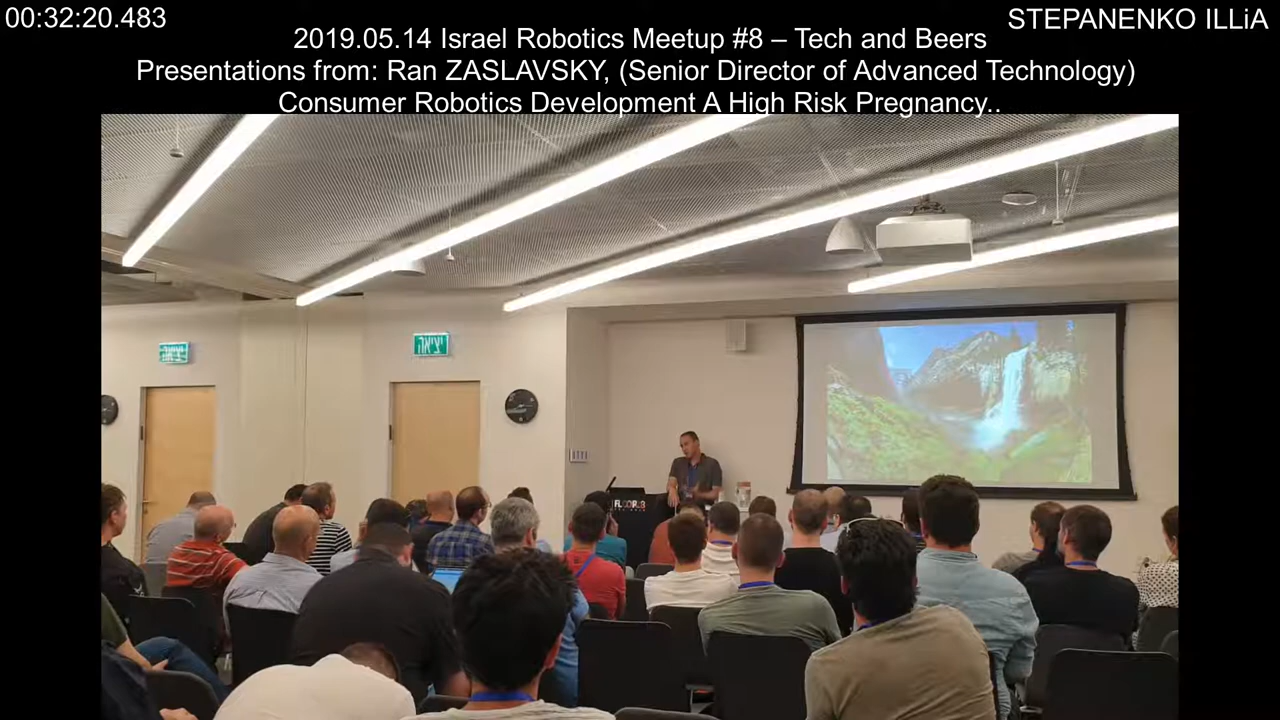 00:32:20.483
STEPANENKO ILLiA
2019.05.14 Israel Robotics Meetup #8 – Tech and Beers
Presentations from: Ran ZASLAVSKY, (Senior Director of Advanced Technology)
Consumer Robotics Development A High Risk Pregnancy..
יציאה
יציאה